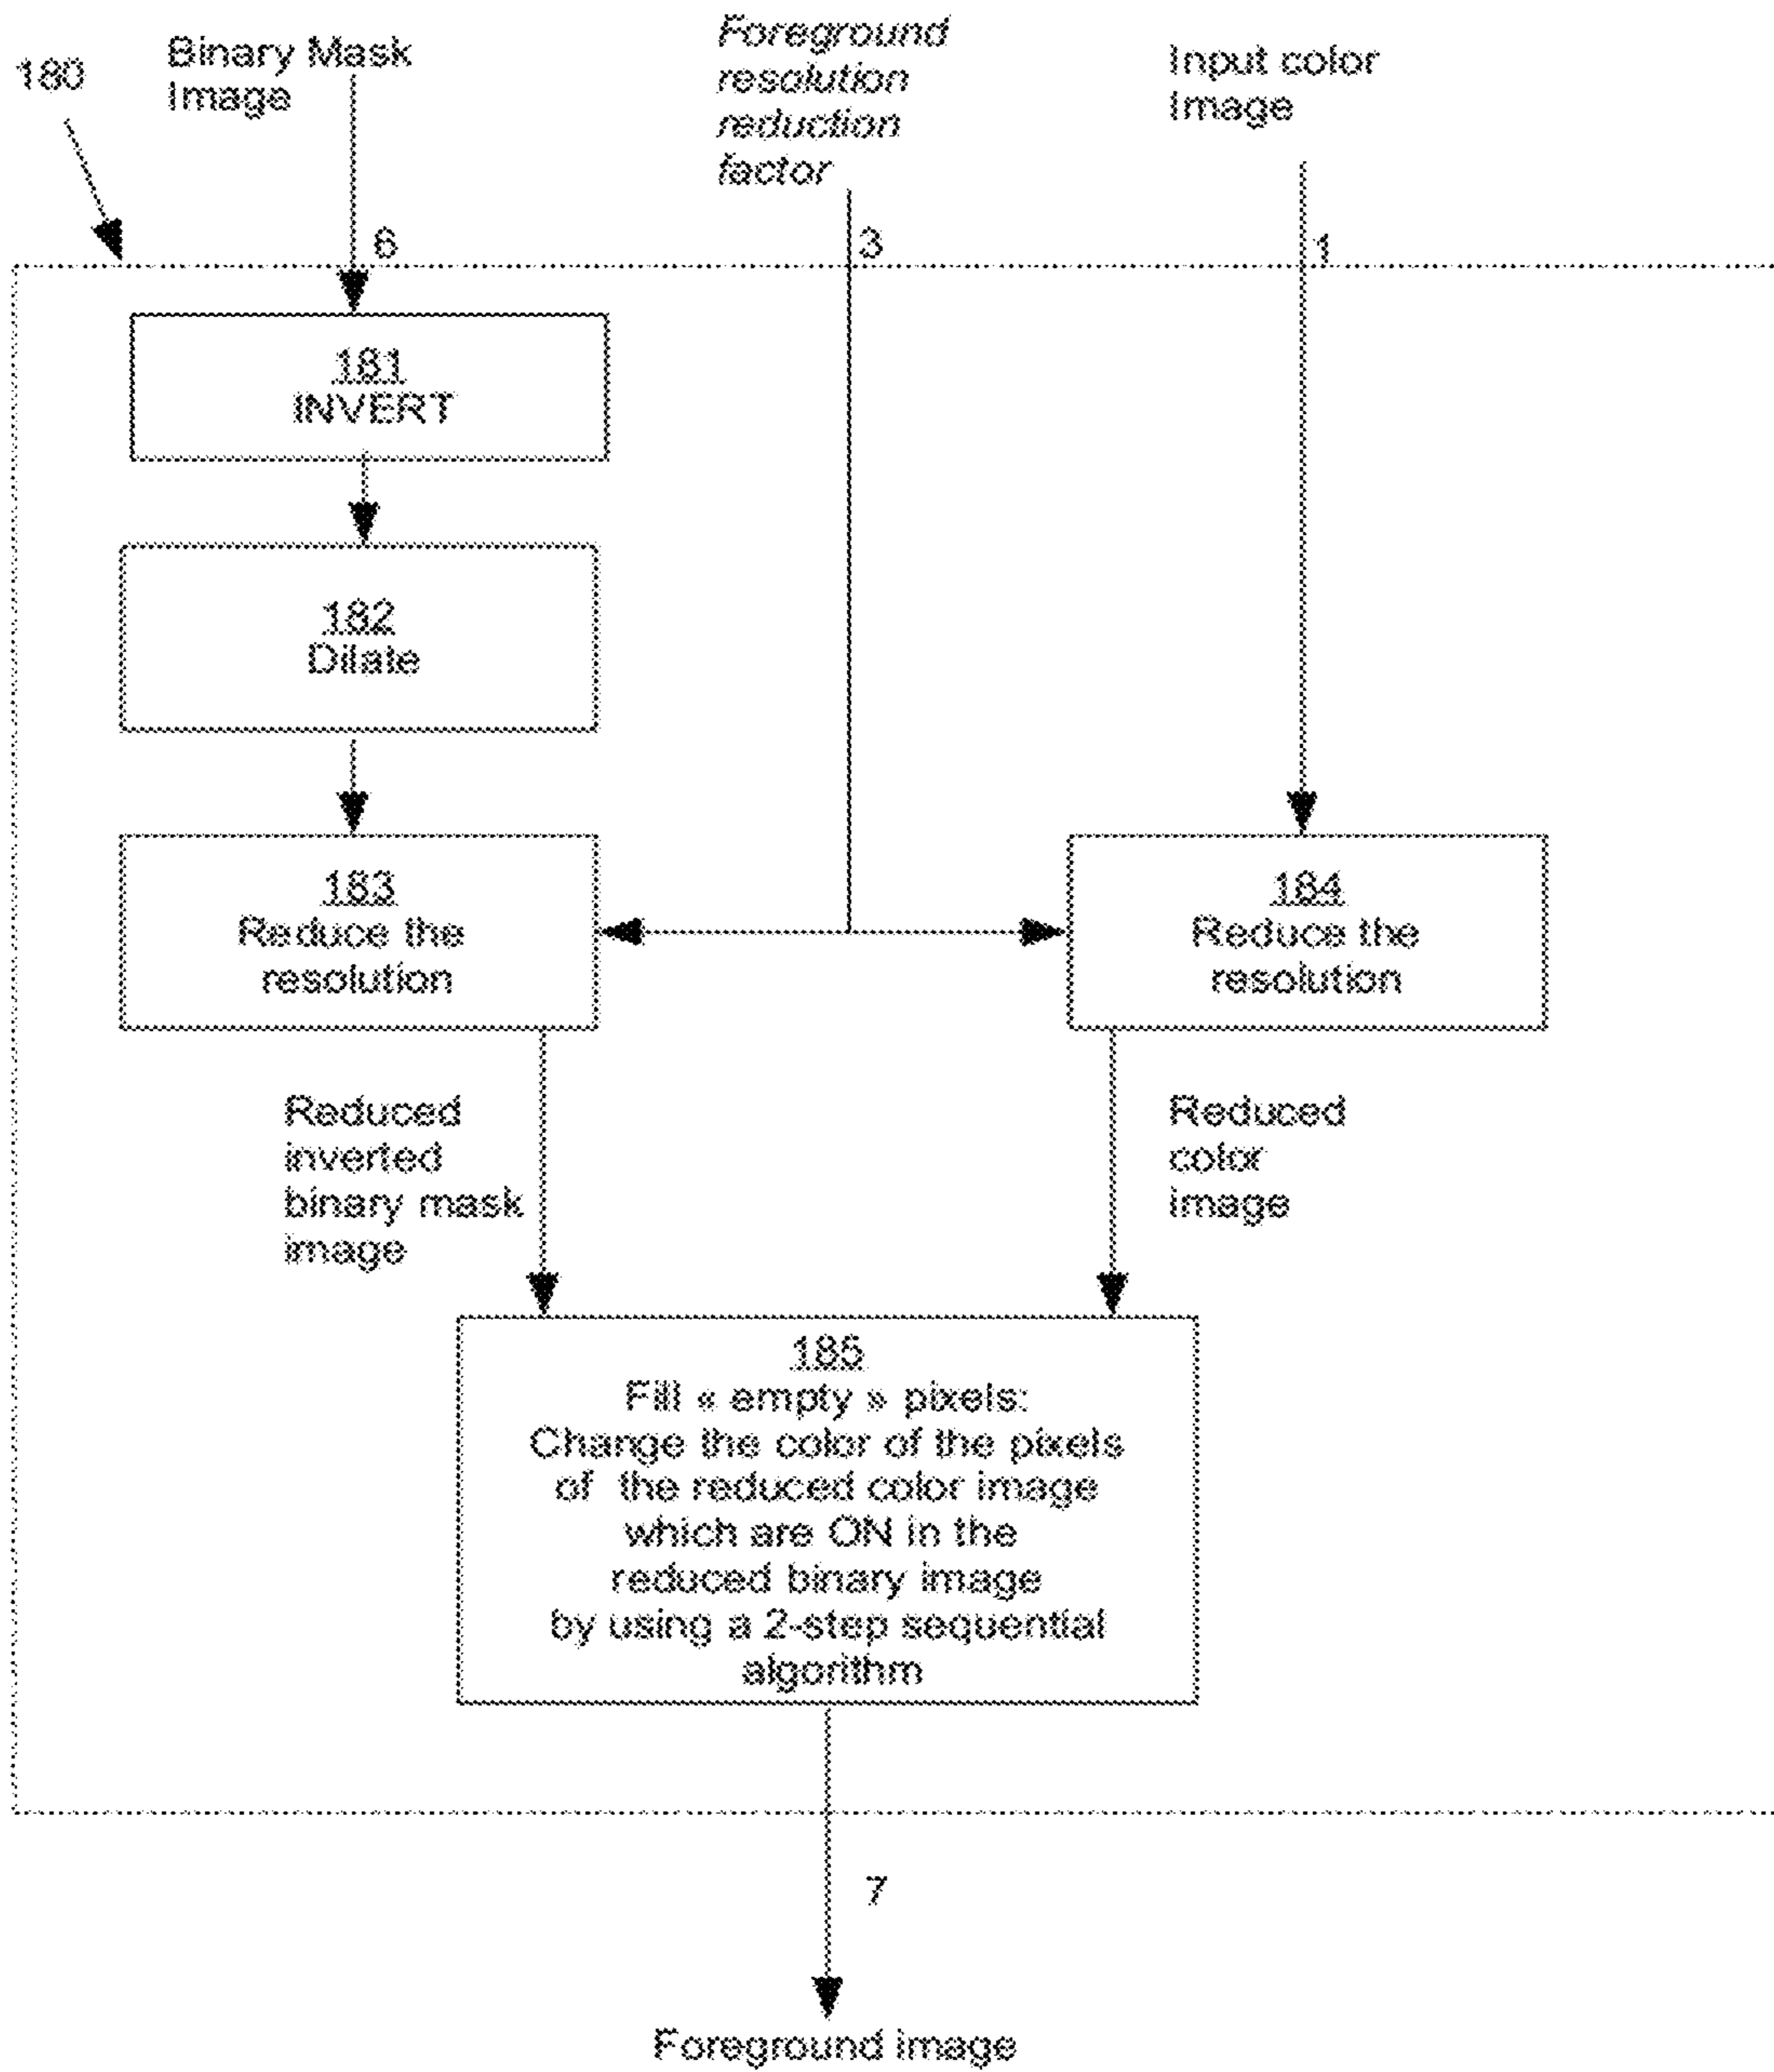 180
Binary Mask
Image
Foreground
resolution
reduction
factor
Input color
Image
6
3
1
181
INVERT
182
Dilate
183
Reduce the
resolution
184
Reduce the
resolution
Reduced
inverted
binary mask
image
Reduced
color
image
185
Fill « empty » pixels:
Change the color of the pixels
of the reduced color image
which are ON in the
reduced binary image
by using a 2-step sequential
algorithm
7
Foreground image